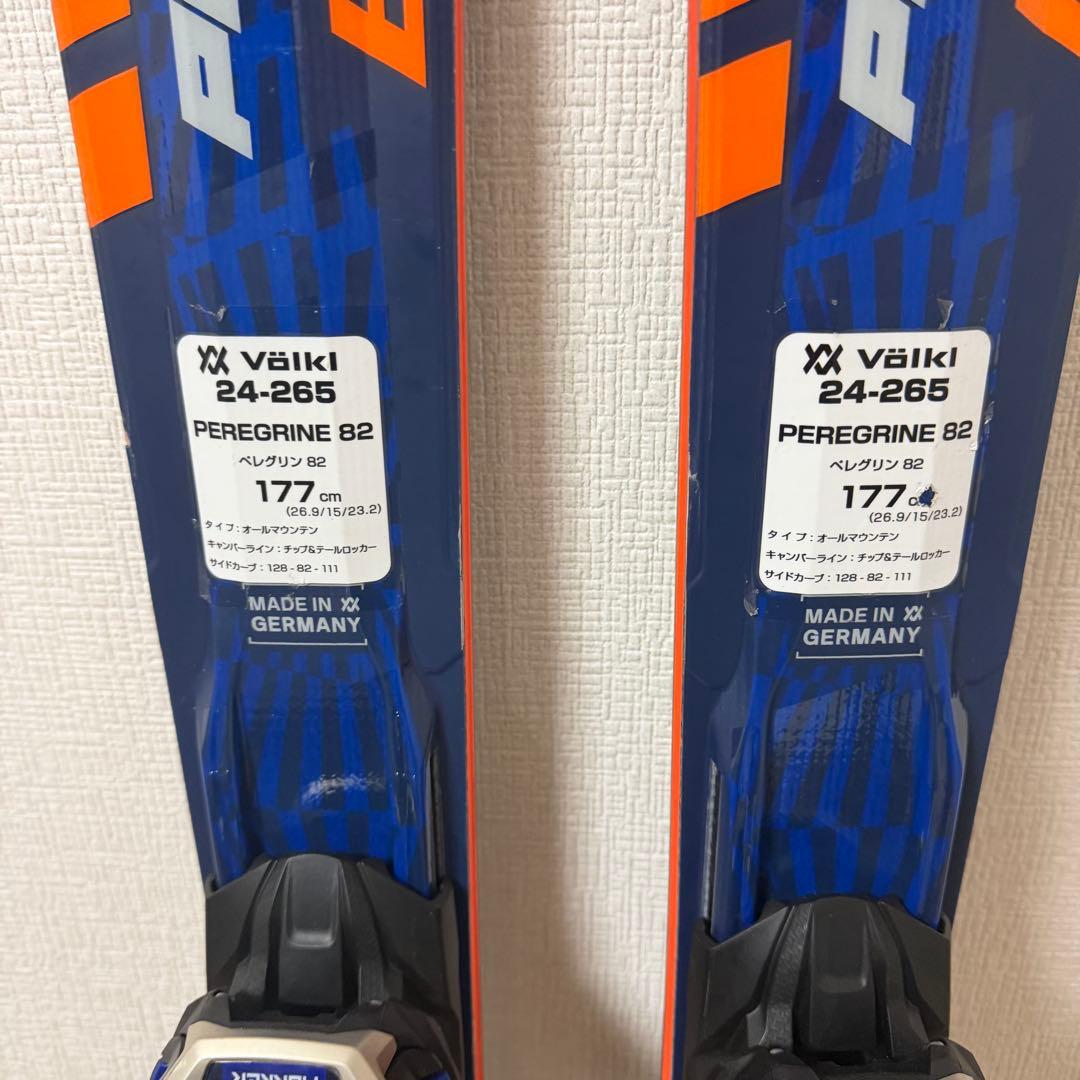 Völkl
24-265
PEREGRINE 82
ペレグリン 82
177 cm
(26.9/15/23.2)
タイプ : オールマウンテン
キャンバーライン : チップ&テールロッカー
サイドカーブ : 128 - 82 - 111
MADE IN
GERMANY
Völkl
24-265
PEREGRINE 82
ペレグリン 82
177 c
(26.9/15/23.2)
タイプ : オールマウンテン
キャンバーライン : チップ&テールロッカー
サイドカーブ : 128 - 82 - 111
MADE IN
GERMANY